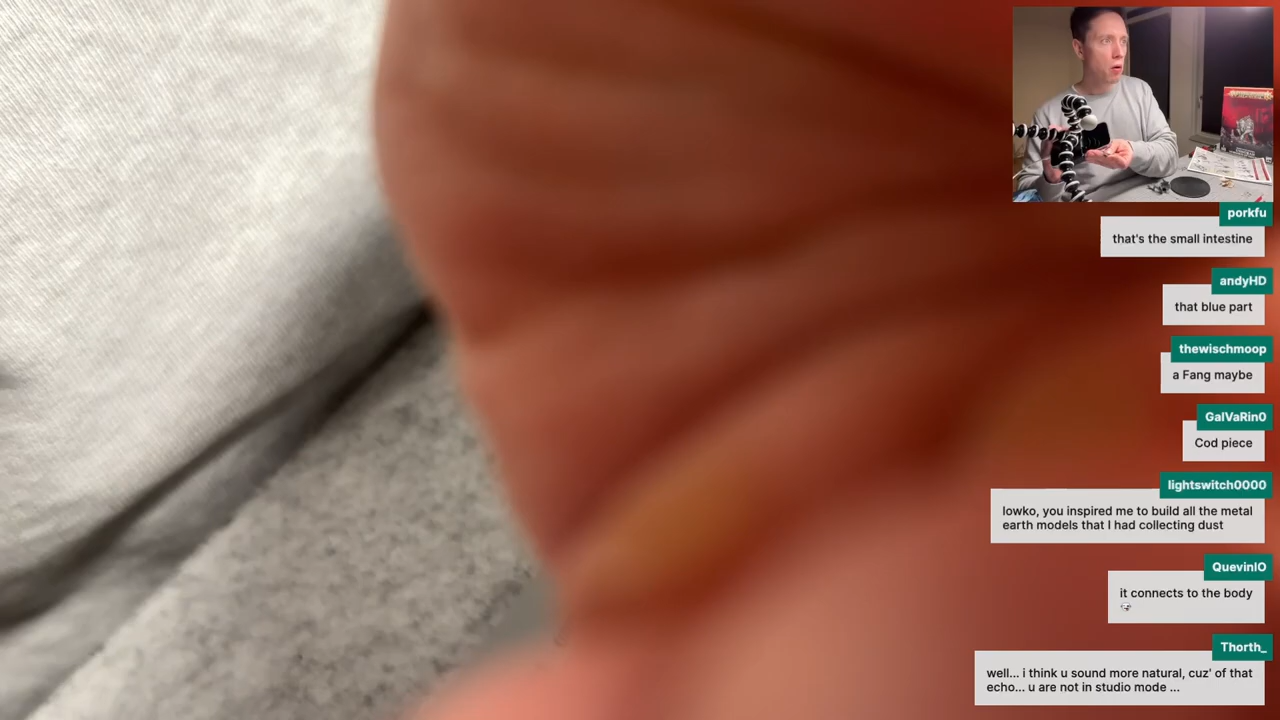 porkfu
that's the small intestine
andyHD
that blue part
thewischmoop
a Fang maybe
GalVaRin0
Cod piece
lightswitch0000
lowko, you inspired me to build all the metal
earth models that I had collecting dust
QuevinIO
it connects to the body
Thorth_
well... i think u sound more natural, cuz' of that
echo... u are not in studio mode ...